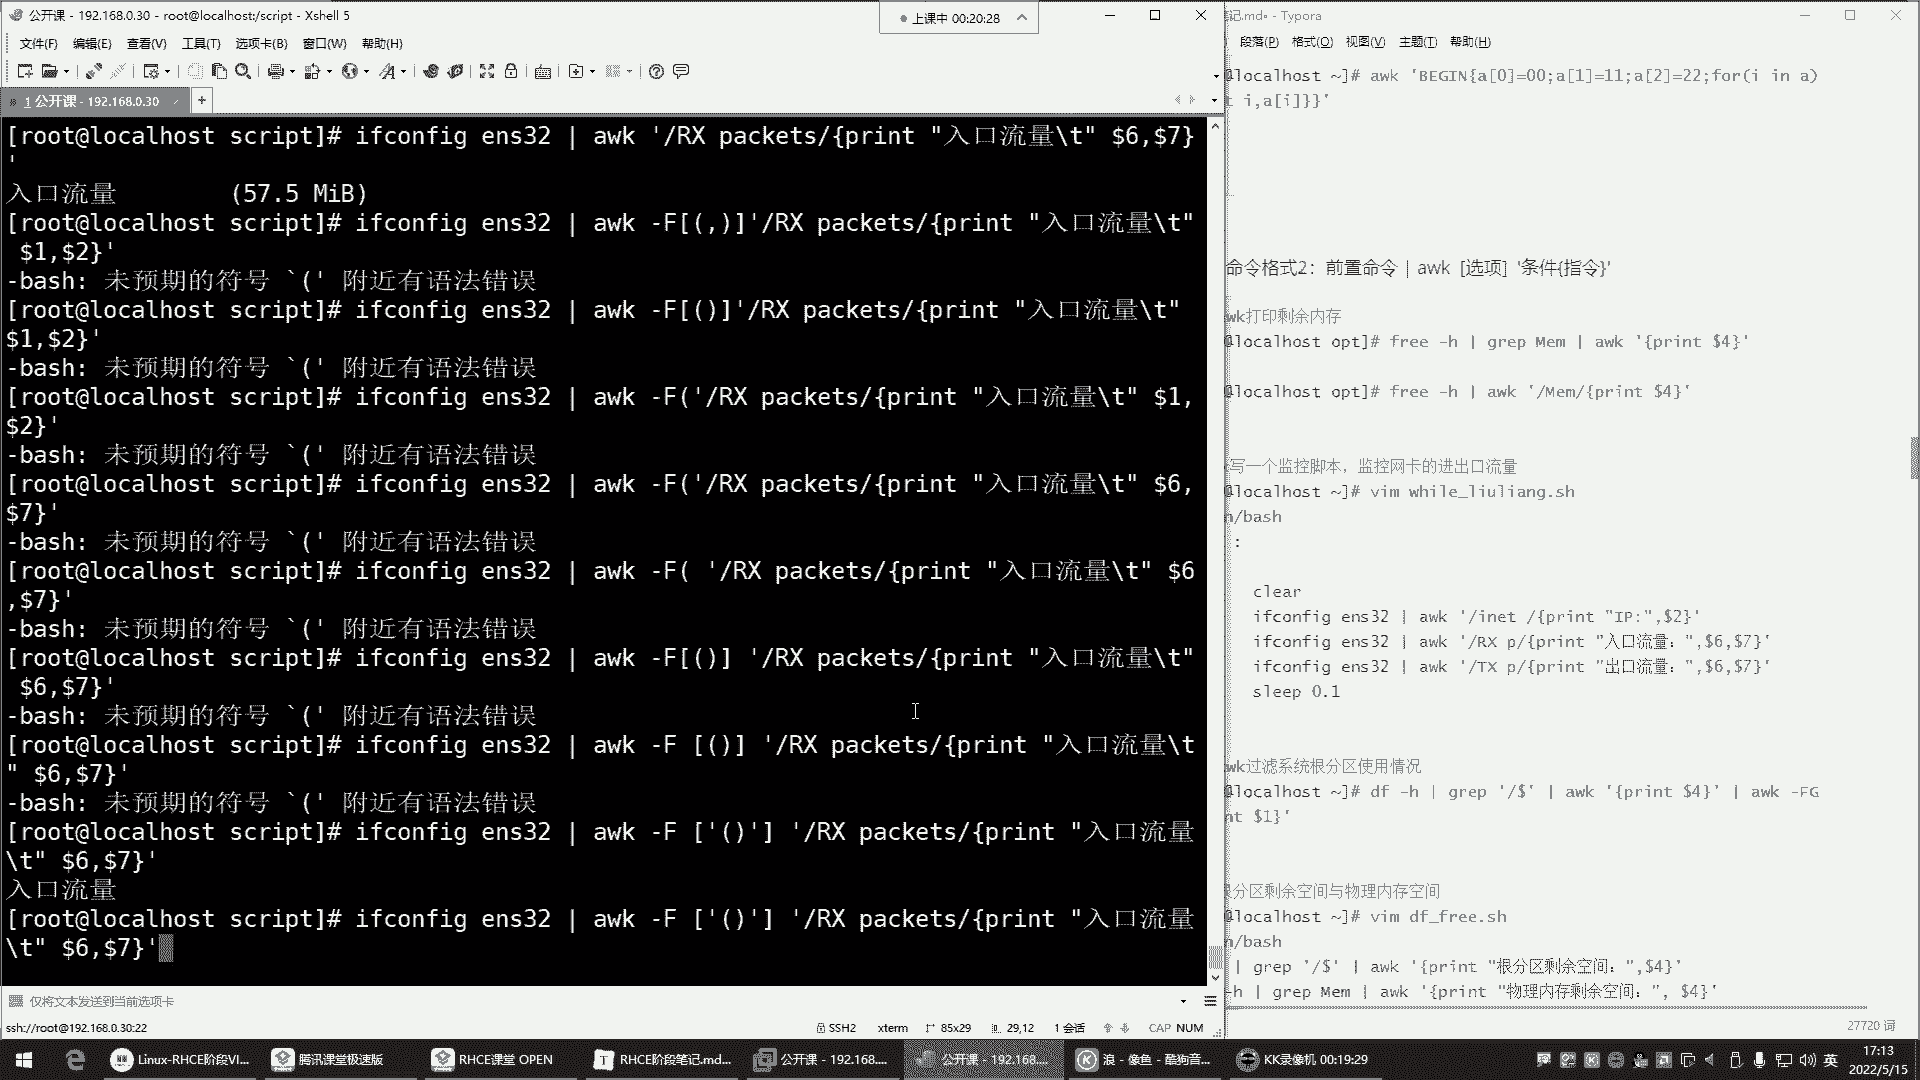 公开课 - 192.168.0.30 - root@localhost:/script - Xshell 5
上课中 00:20:28
文件(F) 编辑(E) 查看(V) 工具(T) 选项卡(B) 窗口(W) 帮助(H)
1 公开课 - 192.168.0.30
[root@localhost script]# ifconfig ens32 | awk '/RX packets/{print "入口流量\t" $6,$7}
'
入口流量 (57.5 MiB)
[root@localhost script]# ifconfig ens32 | awk -F[(,)]'/RX packets/{print "入口流量\t"
$1,$2}'
-bash: 未预期的符号 `(' 附近有语法错误
[root@localhost script]# ifconfig ens32 | awk -F[()]'/RX packets/{print "入口流量\t"
$1,$2}'
-bash: 未预期的符号 `(' 附近有语法错误
[root@localhost script]# ifconfig ens32 | awk -F('/RX packets/{print "入口流量\t" $1,
$2}'
-bash: 未预期的符号 `(' 附近有语法错误
[root@localhost script]# ifconfig ens32 | awk -F('/RX packets/{print "入口流量\t" $6,
$7}'
-bash: 未预期的符号 `(' 附近有语法错误
[root@localhost script]# ifconfig ens32 | awk -F( '/RX packets/{print "入口流量\t" $6
,$7}'
-bash: 未预期的符号 `(' 附近有语法错误
[root@localhost script]# ifconfig ens32 | awk -F[()] '/RX packets/{print "入口流量\t"
$6,$7}'
-bash: 未预期的符号 `(' 附近有语法错误
[root@localhost script]# ifconfig ens32 | awk -F [()] '/RX packets/{print "入口流量\t
" $6,$7}'
-bash: 未预期的符号 `(' 附近有语法错误
[root@localhost script]# ifconfig ens32 | awk -F ['()'] '/RX packets/{print "入口流量
\t" $6,$7}'
入口流量
[root@localhost script]# ifconfig ens32 | awk -F ['()'] '/RX packets/{print "入口流量
\t" $6,$7}'
仅将文本发送到当前选项卡
ssh://root@192.168.0.30:22 SSH2 xterm 85x29 29,12 1 会话 CAP NUM
记.md• - Typora
段落(P) 格式(O) 视图(V) 主题(T) 帮助(H)
@localhost ~]# awk 'BEGIN{a[0]=00;a[1]=11;a[2]=22;for(i in a)
t i,a[i]}}'
命令格式2：前置命令 | awk [选项] '条件{指令}'
wk打印剩余内存
@localhost opt]# free -h | grep Mem | awk '{print $4}'
@localhost opt]# free -h | awk '/Mem/{print $4}'
写一个监控脚本，监控网卡的进出口流量
@localhost ~]# vim while_liuliang.sh
n/bash
:
clear
ifconfig ens32 | awk '/inet /{print "IP:",$2}'
ifconfig ens32 | awk '/RX p/{print "入口流量：",$6,$7}'
ifconfig ens32 | awk '/TX p/{print "出口流量：",$6,$7}'
sleep 0.1
wk过滤系统根分区使用情况
@localhost ~]# df -h | grep '/$' | awk '{print $4}' | awk -FG
nt $1}'
根分区剩余空间与物理内存空间
@localhost ~]# vim df_free.sh
n/bash
| grep '/$' | awk '{print "根分区剩余空间：",$4}'
-h | grep Mem | awk '{print "物理内存剩余空间：", $4}'
27720 词
Linux-RHCE阶段VI... 腾讯课堂极速版 RHCE课堂 OPEN RHCE阶段笔记.md... 公开课 - 192.168.... 公开课 - 192.168.... 浪 - 像鱼 - 酷狗音... KK录像机 00:19:29 英 17:13
2022/5/15